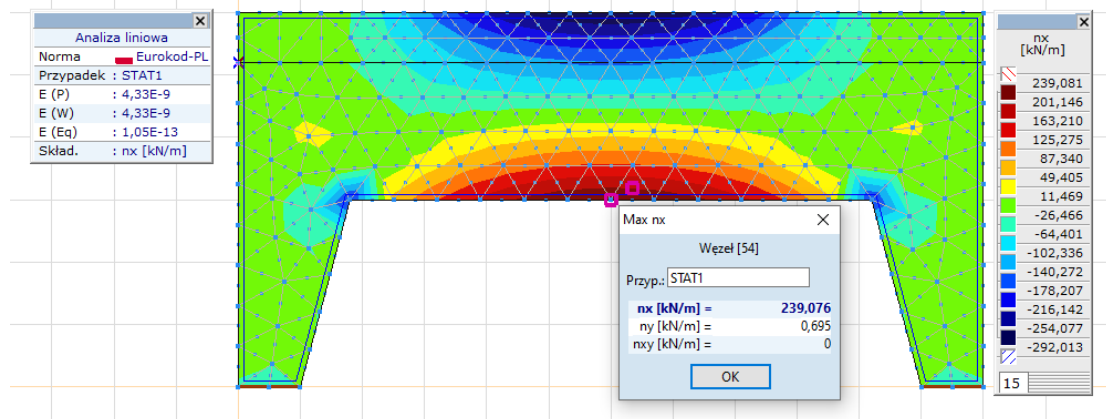 Analiza liniowa
Norma Eurokod-PL
Przypadek : STAT1
E (P) : 4,33E-9
E (W) : 4,33E-9
E (Eq) : 1,05E-13
Skład. : nx [kN/m]
Max nx
Węzeł [54]
Przyp.: STAT1
nx [kN/m] = 239,076
ny [kN/m] = 0,695
nxy [kN/m] = 0
OK
nx
[kN/m]
239,081
201,146
163,210
125,275
87,340
49,405
11,469
-26,466
-64,401
-102,336
-140,272
-178,207
-216,142
-254,077
-292,013
15